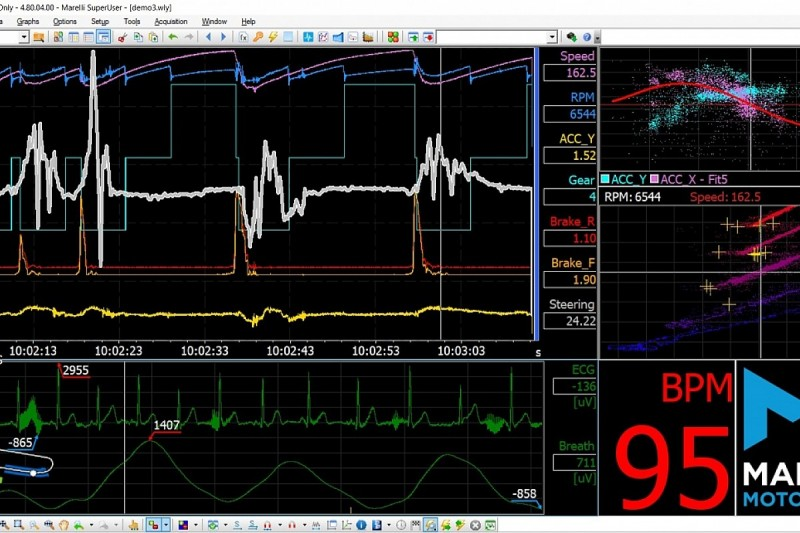 Only - 4.80.04.00 - Marelli SuperUser - [demo3.wly]
Graphs Options Setup Tools Acquisition Window Help
Speed
162.5
RPM
6544
ACC_Y
1.52
Gear
4
Brake_R
1.10
Brake_F
1.90
Steering
24.22
ACC_Y ACC_X - Fit5
RPM: 6544 Speed: 162.5
10:02:13 10:02:23 10:02:33 10:02:43 10:02:53 10:03:03 s
2955
-865
1407
-858
ECG
-136
[uV]
Breath
711
[uV]
BPM
95
MA
MOTO